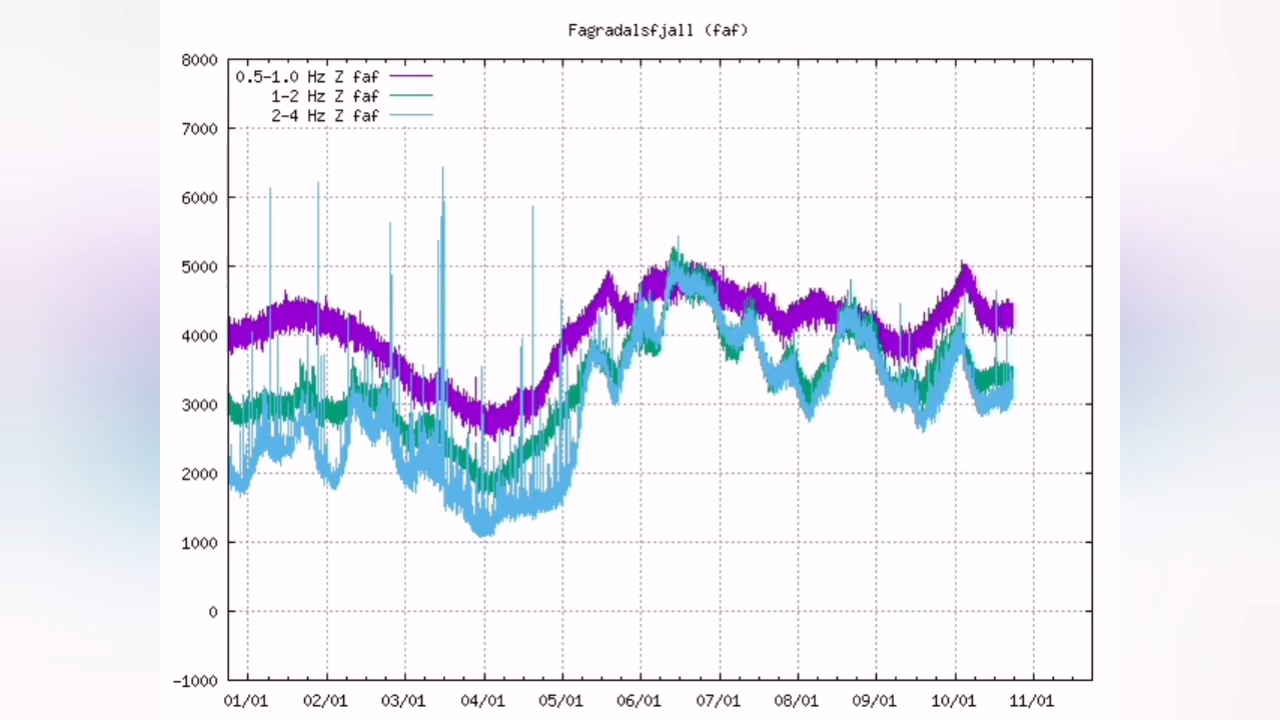 Fagradalsfjall (faf)
8000
0.5-1.0 Hz Z faf
1-2 Hz Z faf
2-4 Hz Z faf
7000
6000
5000
4000
3000
2000
1000
0
-1000
01/01 02/01 03/01 04/01 05/01 06/01 07/01 08/01 09/01 10/01 11/01